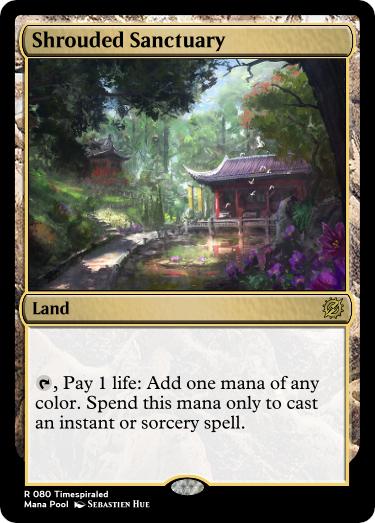 Shrouded Sanctuary
Land
, Pay 1 life: Add one mana of any
color. Spend this mana only to cast
an instant or sorcery spell.
R 080 Timespiraled
Mana Pool Sebastien Hue